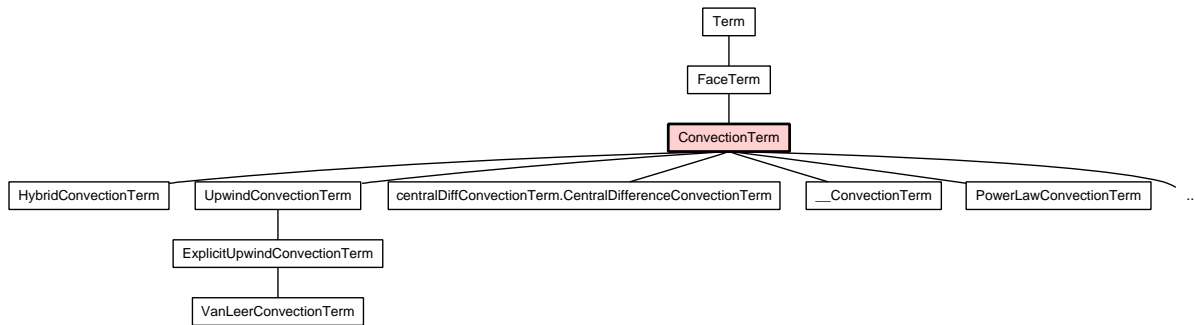 Term
FaceTerm
ConvectionTerm
HybridConvectionTerm
UpwindConvectionTerm
centralDiffConvectionTerm.CentralDifferenceConvectionTerm
__ConvectionTerm
PowerLawConvectionTerm
..
ExplicitUpwindConvectionTerm
VanLeerConvectionTerm